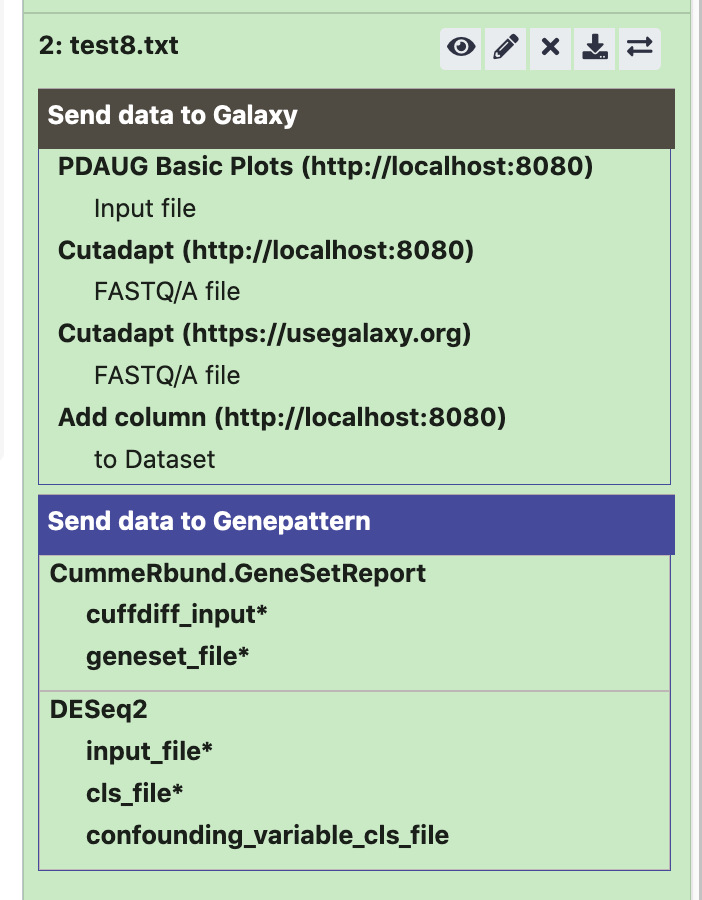 2: test8.txt
Send data to Galaxy
PDAUG Basic Plots (http://localhost:8080)
Input file
Cutadapt (http://localhost:8080)
FASTQ/A file
Cutadapt (https://usegalaxy.org)
FASTQ/A file
Add column (http://localhost:8080)
to Dataset
Send data to Genepattern
CummeRbund.GeneSetReport
cuffdiff_input*
geneset_file*
DESeq2
input_file*
cls_file*
confounding_variable_cls_file